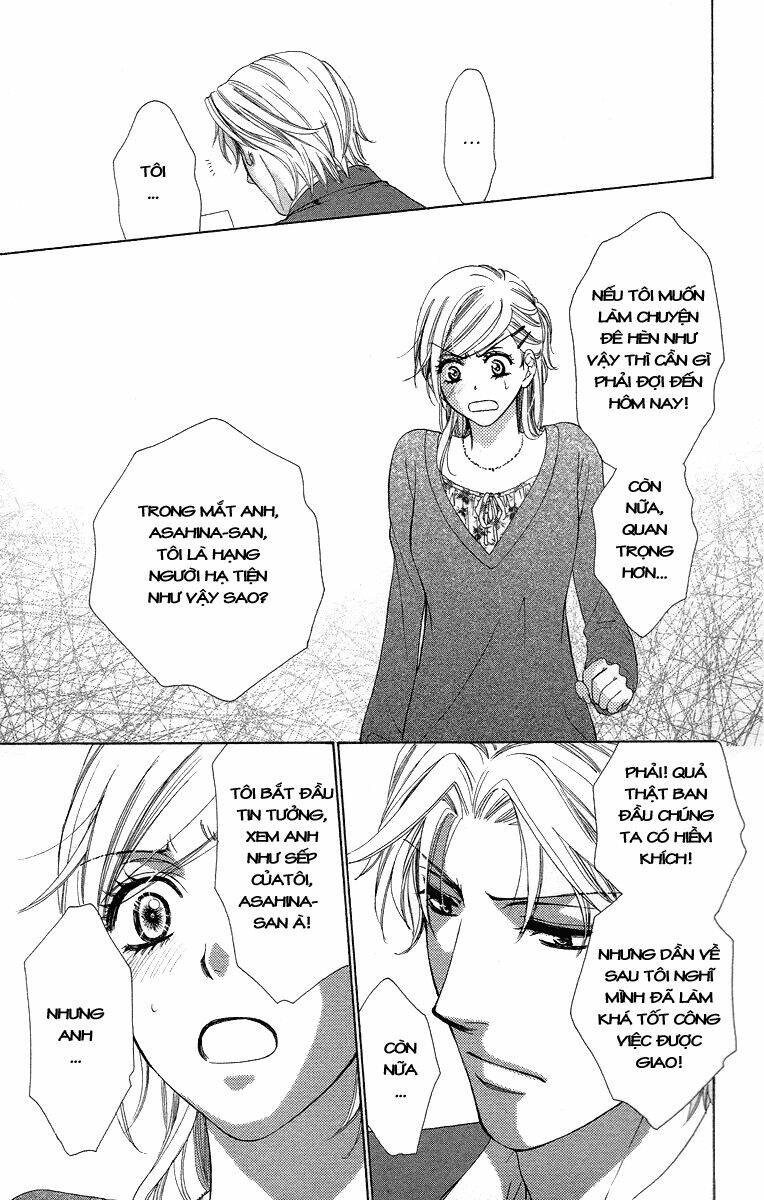 ...
TÔI
...
NẾU TÔI MUỐN
LÀM CHUYỆN
ĐÊ HÈN NHƯ
VẬY THÌ CẦN GÌ
PHẢI ĐỢI ĐẾN
HÔM NAY!
CÒN
NỮA,
QUAN
TRỌNG
HƠN...
TRONG MẮT ANH,
ASAHINA-SAN,
TÔI LÀ HẠNG
NGƯỜI HẠ TIỆN
NHƯ VẬY SAO?
PHẢI! QUẢ
THẬT BAN
ĐẦU CHÚNG
TA CÓ HIỀM
KHÍCH!
NHƯNG DẦN VỀ
SAU TÔI NGHĨ
MÌNH ĐÃ LÀM
KHÁ TỐT CÔNG
VIỆC ĐƯỢC
GIAO!
CÒN
NỮA
...
TÔI BẮT ĐẦU
TIN TƯỞNG,
XEM ANH
NHƯ SẾP
CỦATÔI,
ASAHINA-
SAN À!
NHƯNG
ANH
...